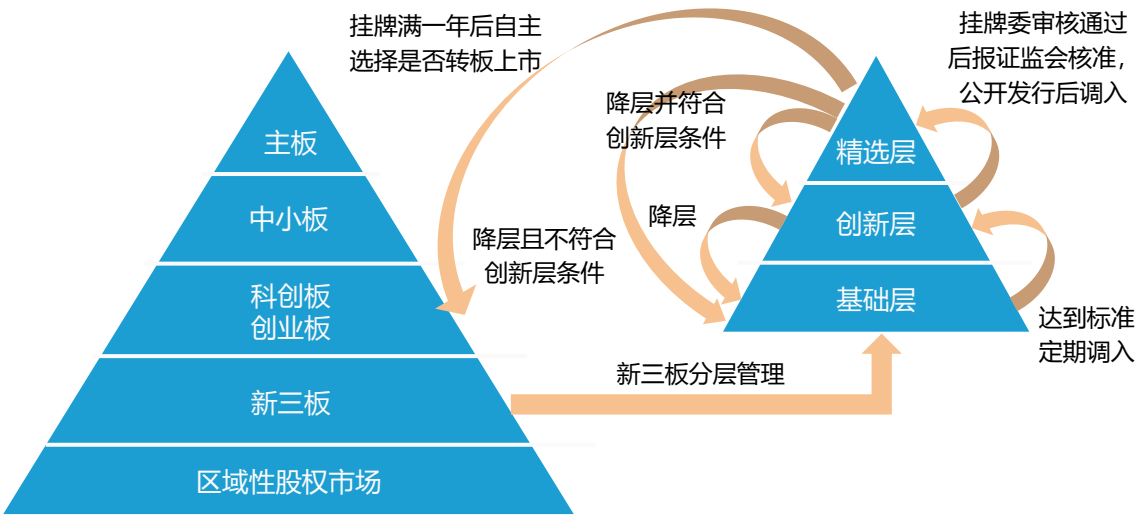 挂牌满一年后自主
选择是否转板上市
挂牌委审核通过
后报证监会核准，
公开发行后调入
降层并符合
创新层条件
主板
精选层
中小板
降层
创新层
降层且不符合
创新层条件
科创板
创业板
基础层
达到标准
定期调入
新三板分层管理
新三板
区域性股权市场